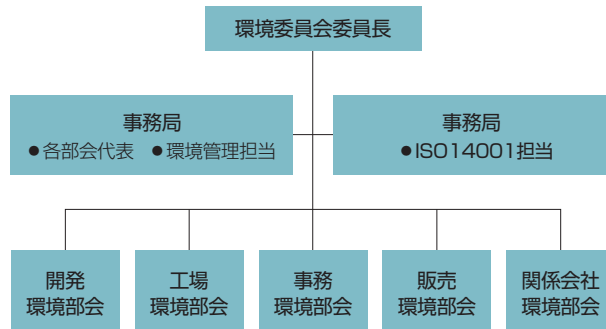 環境委員会委員長
事務局
●各部会代表 ●環境管理担当
事務局
●ISO14001担当
開発
環境部会
工場
環境部会
事務
環境部会
販売
環境部会
関係会社
環境部会